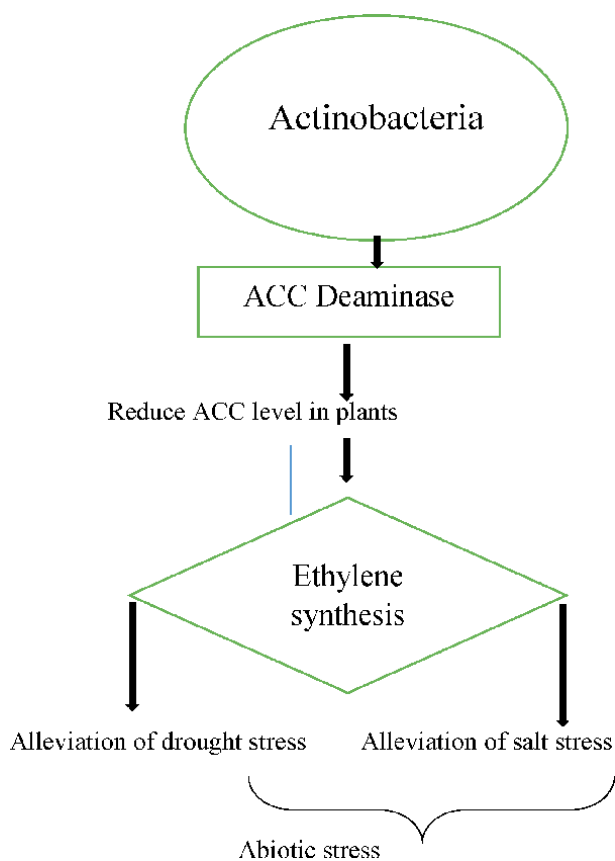 Actinobacteria
ACC Deaminase
Reduce ACC level in plants
Ethylene
synthesis
Alleviation of drought stress
Alleviation of salt stress
Abiotic stress